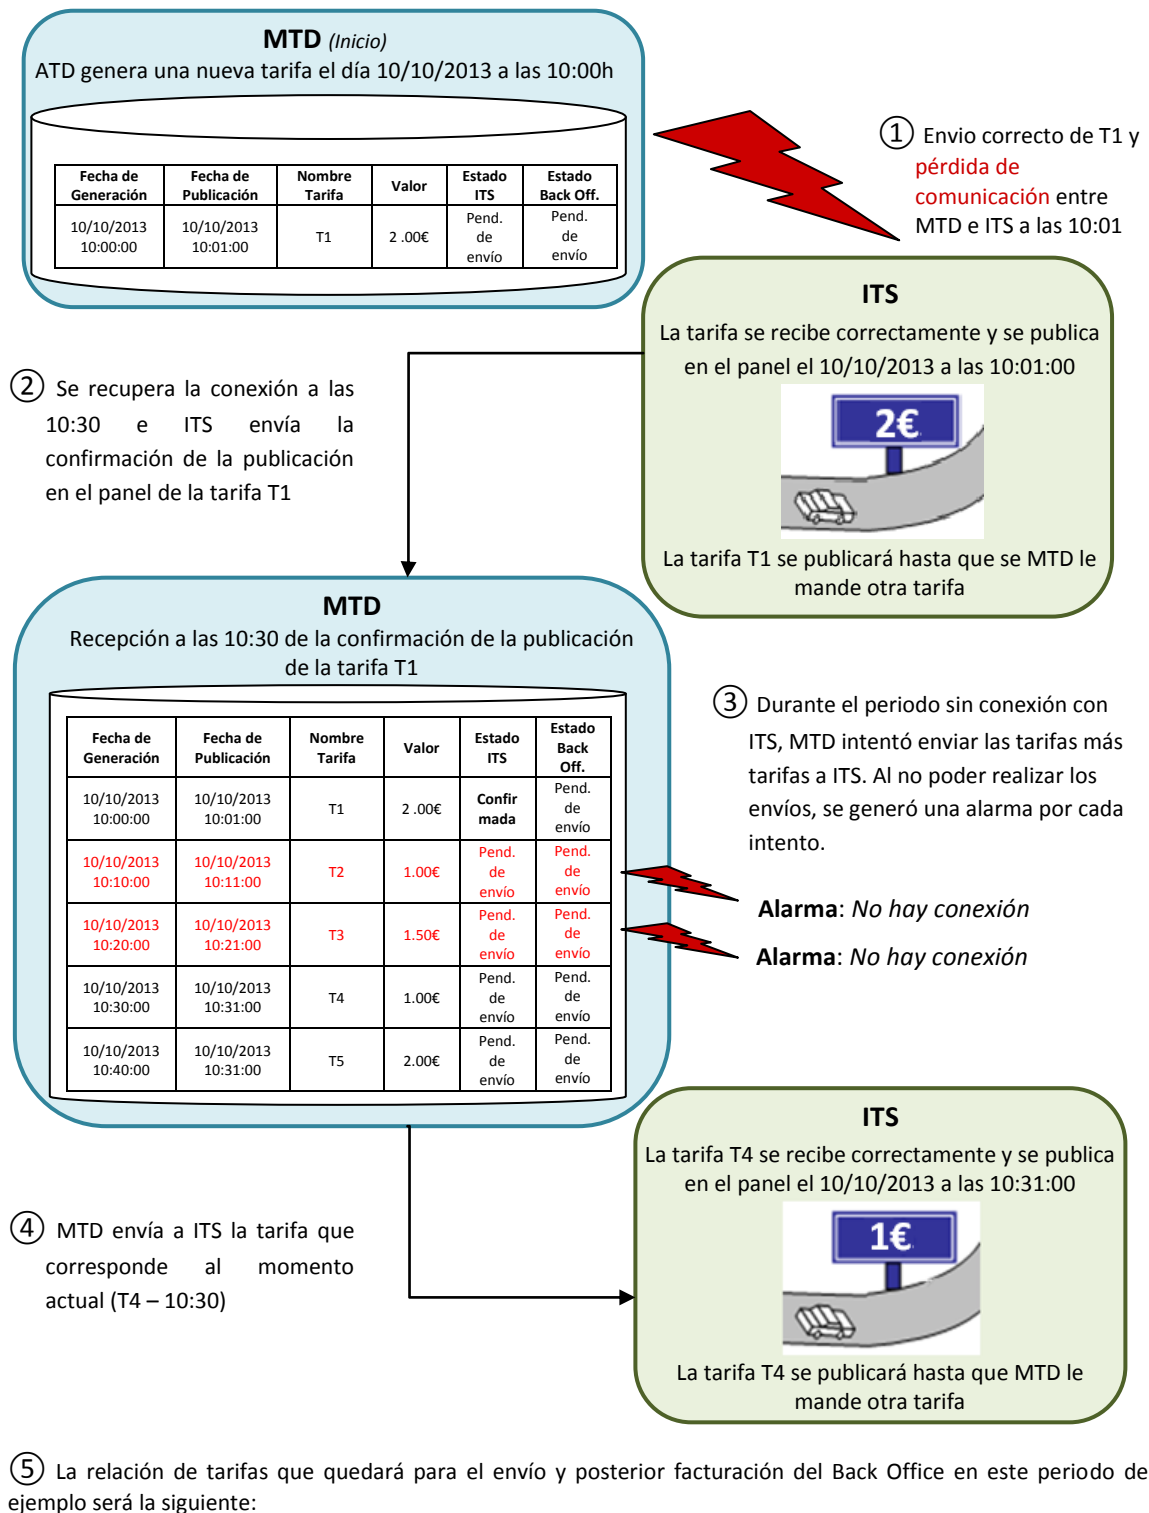 MTD (Inicio)
ATD genera una nueva tarifa el día 10/10/2013 a las 10:00h
Fecha de Generación | Fecha de Publicación | Nombre Tarifa | Valor | Estado ITS | Estado Back Off.
10/10/2013 10:00:00 | 10/10/2013 10:01:00 | T1 | 2 .00€ | Pend. de envío | Pend. de envío
① Envio correcto de T1 y
pérdida de
comunicación entre
MTD e ITS a las 10:01
ITS
La tarifa se recibe correctamente y se publica
en el panel el 10/10/2013 a las 10:01:00
2€
La tarifa T1 se publicará hasta que se MTD le
mande otra tarifa
② Se recupera la conexión a las
10:30 e ITS envía la
confirmación de la publicación
en el panel de la tarifa T1
MTD
Recepción a las 10:30 de la confirmación de la publicación
de la tarifa T1
Fecha de Generación | Fecha de Publicación | Nombre Tarifa | Valor | Estado ITS | Estado Back Off.
10/10/2013 10:00:00 | 10/10/2013 10:01:00 | T1 | 2 .00€ | Confir mada | Pend. de envío
10/10/2013 10:10:00 | 10/10/2013 10:11:00 | T2 | 1.00€ | Pend. de envío | Pend. de envío
10/10/2013 10:20:00 | 10/10/2013 10:21:00 | T3 | 1.50€ | Pend. de envío | Pend. de envío
10/10/2013 10:30:00 | 10/10/2013 10:31:00 | T4 | 1.00€ | Pend. de envío | Pend. de envío
10/10/2013 10:40:00 | 10/10/2013 10:31:00 | T5 | 2.00€ | Pend. de envío | Pend. de envío
③ Durante el periodo sin conexión con
ITS, MTD intentó enviar las tarifas más
tarifas a ITS. Al no poder realizar los
envíos, se generó una alarma por cada
intento.
Alarma: No hay conexión
Alarma: No hay conexión
④ MTD envía a ITS la tarifa que
corresponde al momento
actual (T4 – 10:30)
ITS
La tarifa T4 se recibe correctamente y se publica
en el panel el 10/10/2013 a las 10:31:00
1€
La tarifa T4 se publicará hasta que MTD le
mande otra tarifa
⑤ La relación de tarifas que quedará para el envío y posterior facturación del Back Office en este periodo de
ejemplo será la siguiente: